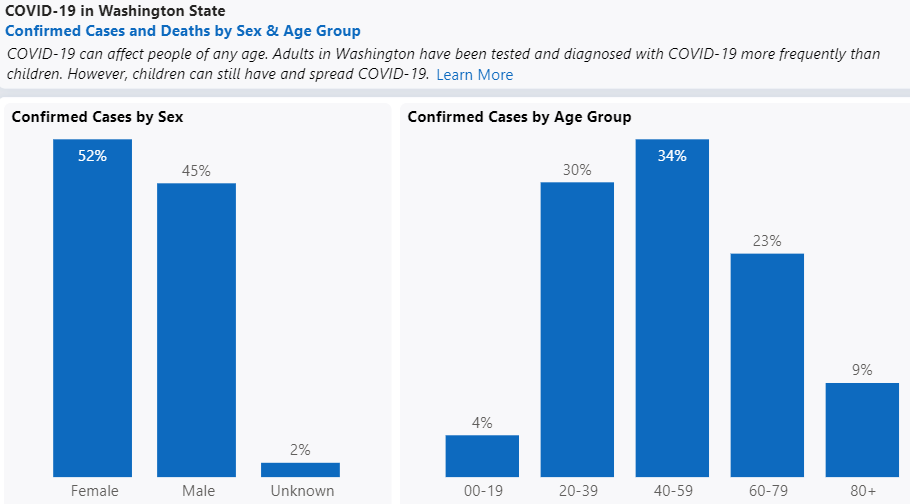 COVID-19 in Washington State
Confirmed Cases and Deaths by Sex & Age Group
COVID-19 can affect people of any age. Adults in Washington have been tested and diagnosed with COVID-19 more frequently than
children. However, children can still have and spread COVID-19. Learn More
Confirmed Cases by Sex
52%
45%
2%
Female Male Unknown
Confirmed Cases by Age Group
34%
30%
23%
9%
4%
00-19 20-39 40-59 60-79 80+